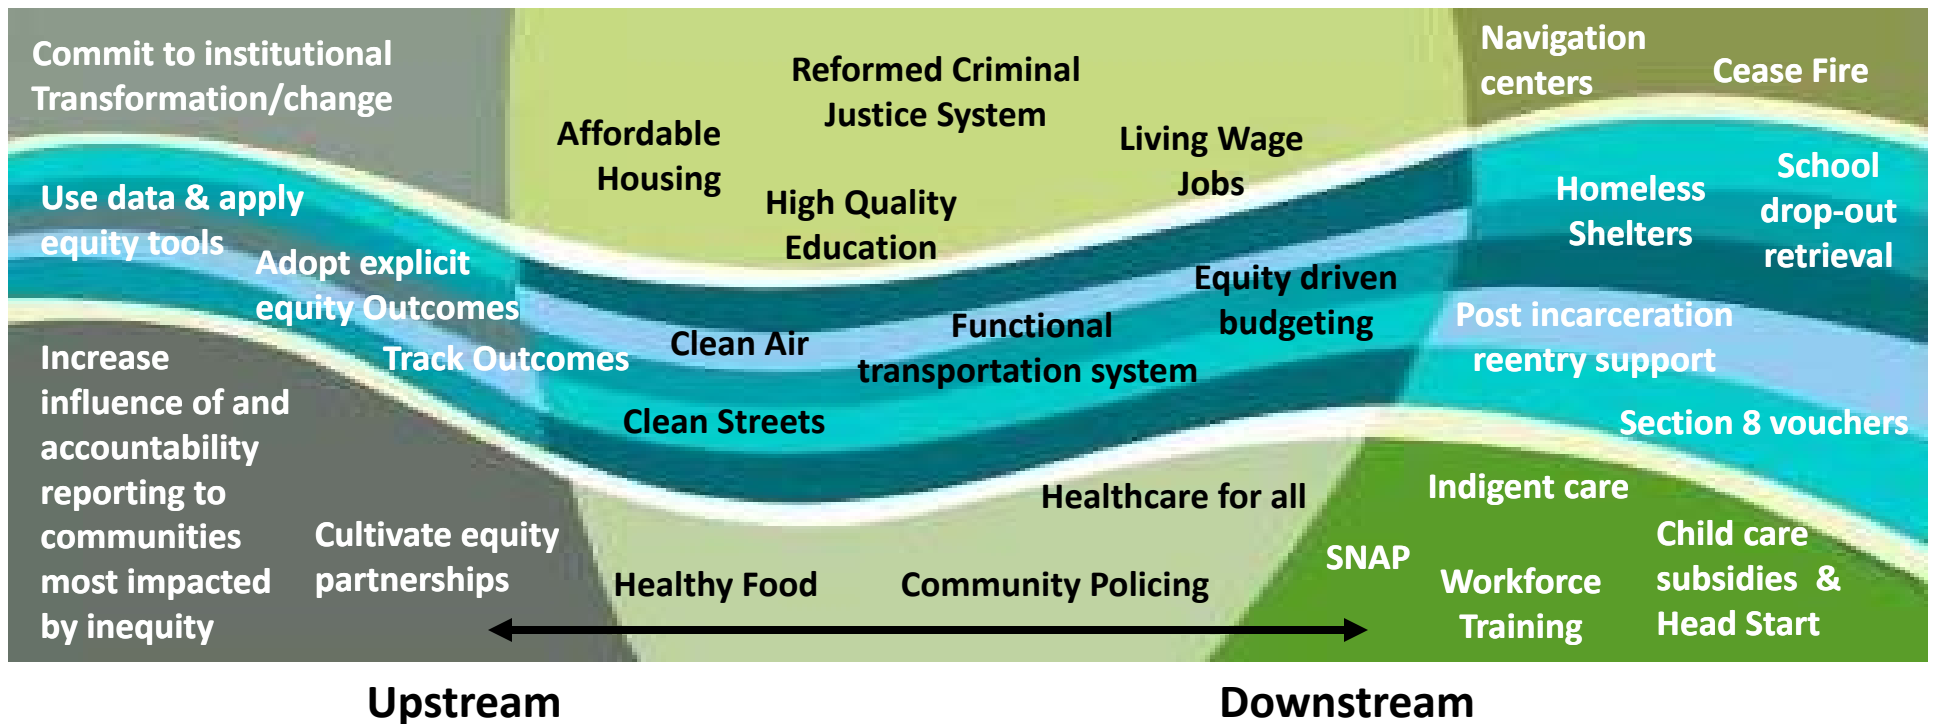 Commit to institutional
Transformation/change
Use data & apply
equity tools
Adopt explicit
equity Outcomes
Track Outcomes
Increase
influence of and
accountability
reporting to
communities
most impacted
by inequity
Cultivate equity
partnerships
Reformed Criminal
Justice System
Affordable
Housing
Living Wage
Jobs
High Quality
Education
Equity driven
budgeting
Functional
transportation system
Clean Air
Clean Streets
Healthcare for all
Healthy Food
Community Policing
Navigation
centers
Cease Fire
School
drop-out
retrieval
Homeless
Shelters
Post incarceration
reentry support
Section 8 vouchers
Indigent care
SNAP
Workforce
Training
Child care
subsidies &
Head Start
Upstream
Downstream